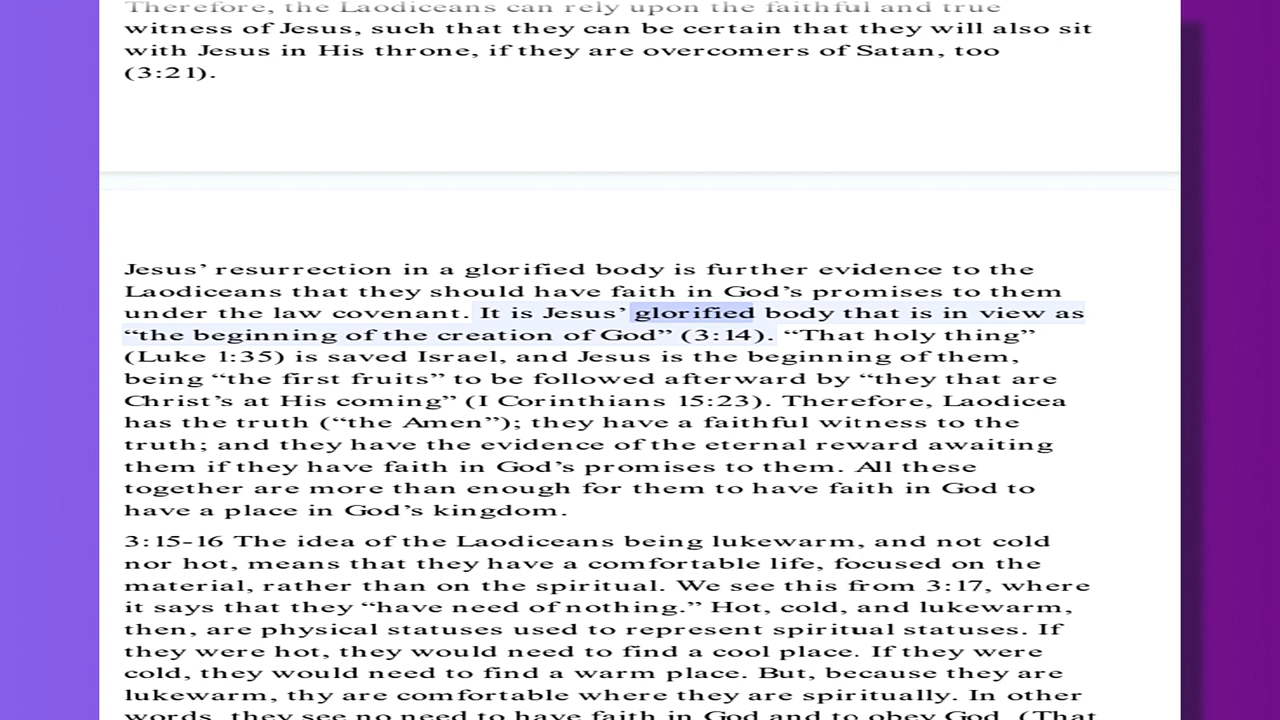 Therefore, the Laodiceans can rely upon the faithful and true
witness of Jesus, such that they can be certain that they will also sit
with Jesus in His throne, if they are overcomers of Satan, too
(3:21).
Jesus’ resurrection in a glorified body is further evidence to the
Laodiceans that they should have faith in God’s promises to them
under the law covenant. It is Jesus’ glorified body that is in view as
“the beginning of the creation of God” (3:14). “That holy thing”
(Luke 1:35) is saved Israel, and Jesus is the beginning of them,
being “the first fruits” to be followed afterward by “they that are
Christ’s at His coming” (I Corinthians 15:23). Therefore, Laodicea
has the truth (“the Amen”); they have a faithful witness to the
truth; and they have the evidence of the eternal reward awaiting
them if they have faith in God’s promises to them. All these
together are more than enough for them to have faith in God to
have a place in God’s kingdom.
3:15-16 The idea of the Laodiceans being lukewarm, and not cold
nor hot, means that they have a comfortable life, focused on the
material, rather than on the spiritual. We see this from 3:17, where
it says that they “have need of nothing.” Hot, cold, and lukewarm,
then, are physical statuses used to represent spiritual statuses. If
they were hot, they would need to find a cool place. If they were
cold, they would need to find a warm place. But, because they are
lukewarm, thy are comfortable where they are spiritually. In other
words, they see no need to have faith in God and to obey God. (That